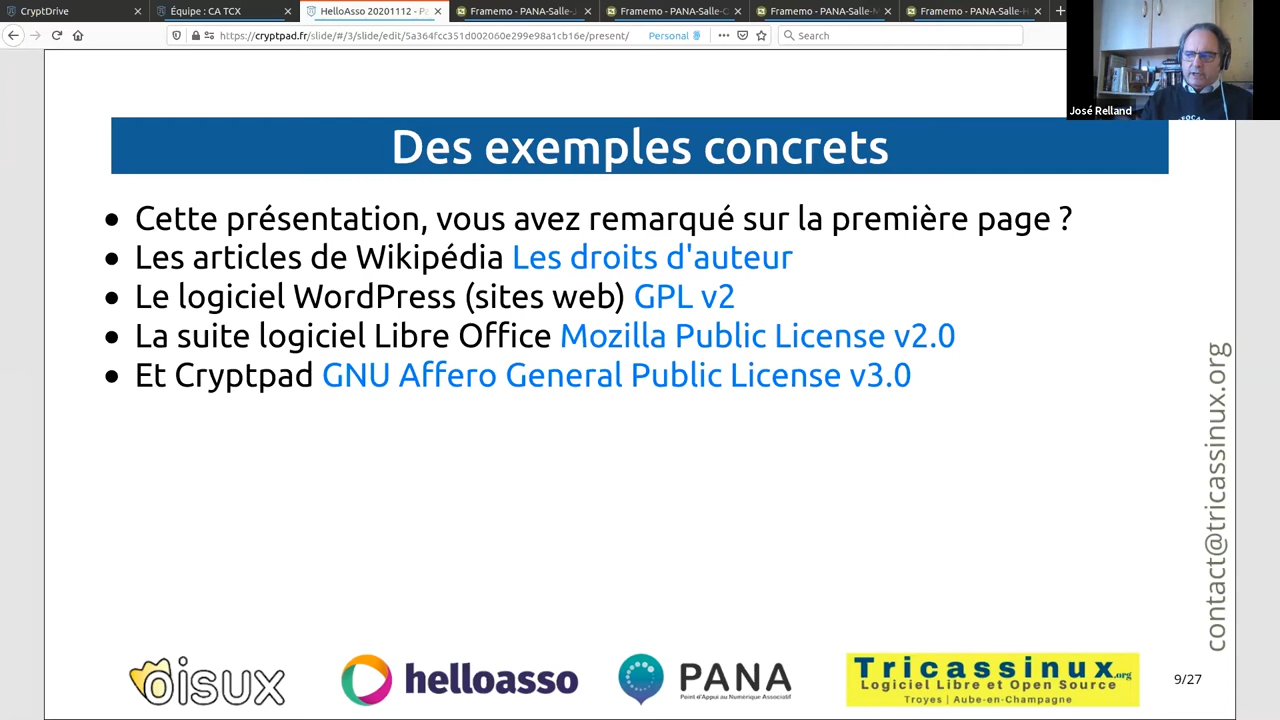 CryptDrive
Équipe : CA TCX
HelloAsso 20201112 - P
Framemo - PANA-Salle-J
Framemo - PANA-Salle-C
Framemo - PANA-Salle-M
Framemo - PANA-Salle-H
https://cryptpad.fr/slide/#/3/slide/edit/5a364fcc351d002060e299e98a1cb16e/present/
Personal
Search
José Relland
Des exemples concrets
• Cette présentation, vous avez remarqué sur la première page ?
• Les articles de Wikipédia Les droits d'auteur
• Le logiciel WordPress (sites web) GPL v2
• La suite logiciel Libre Office Mozilla Public License v2.0
• Et Cryptpad GNU Affero General Public License v3.0
contact@tricassinux.org
oisux
helloasso
PANA
Point d'Appui au Numérique Associatif
Tricassinux.org
Logiciel Libre et Open Source
Troyes | Aube-en-Champagne
9/27